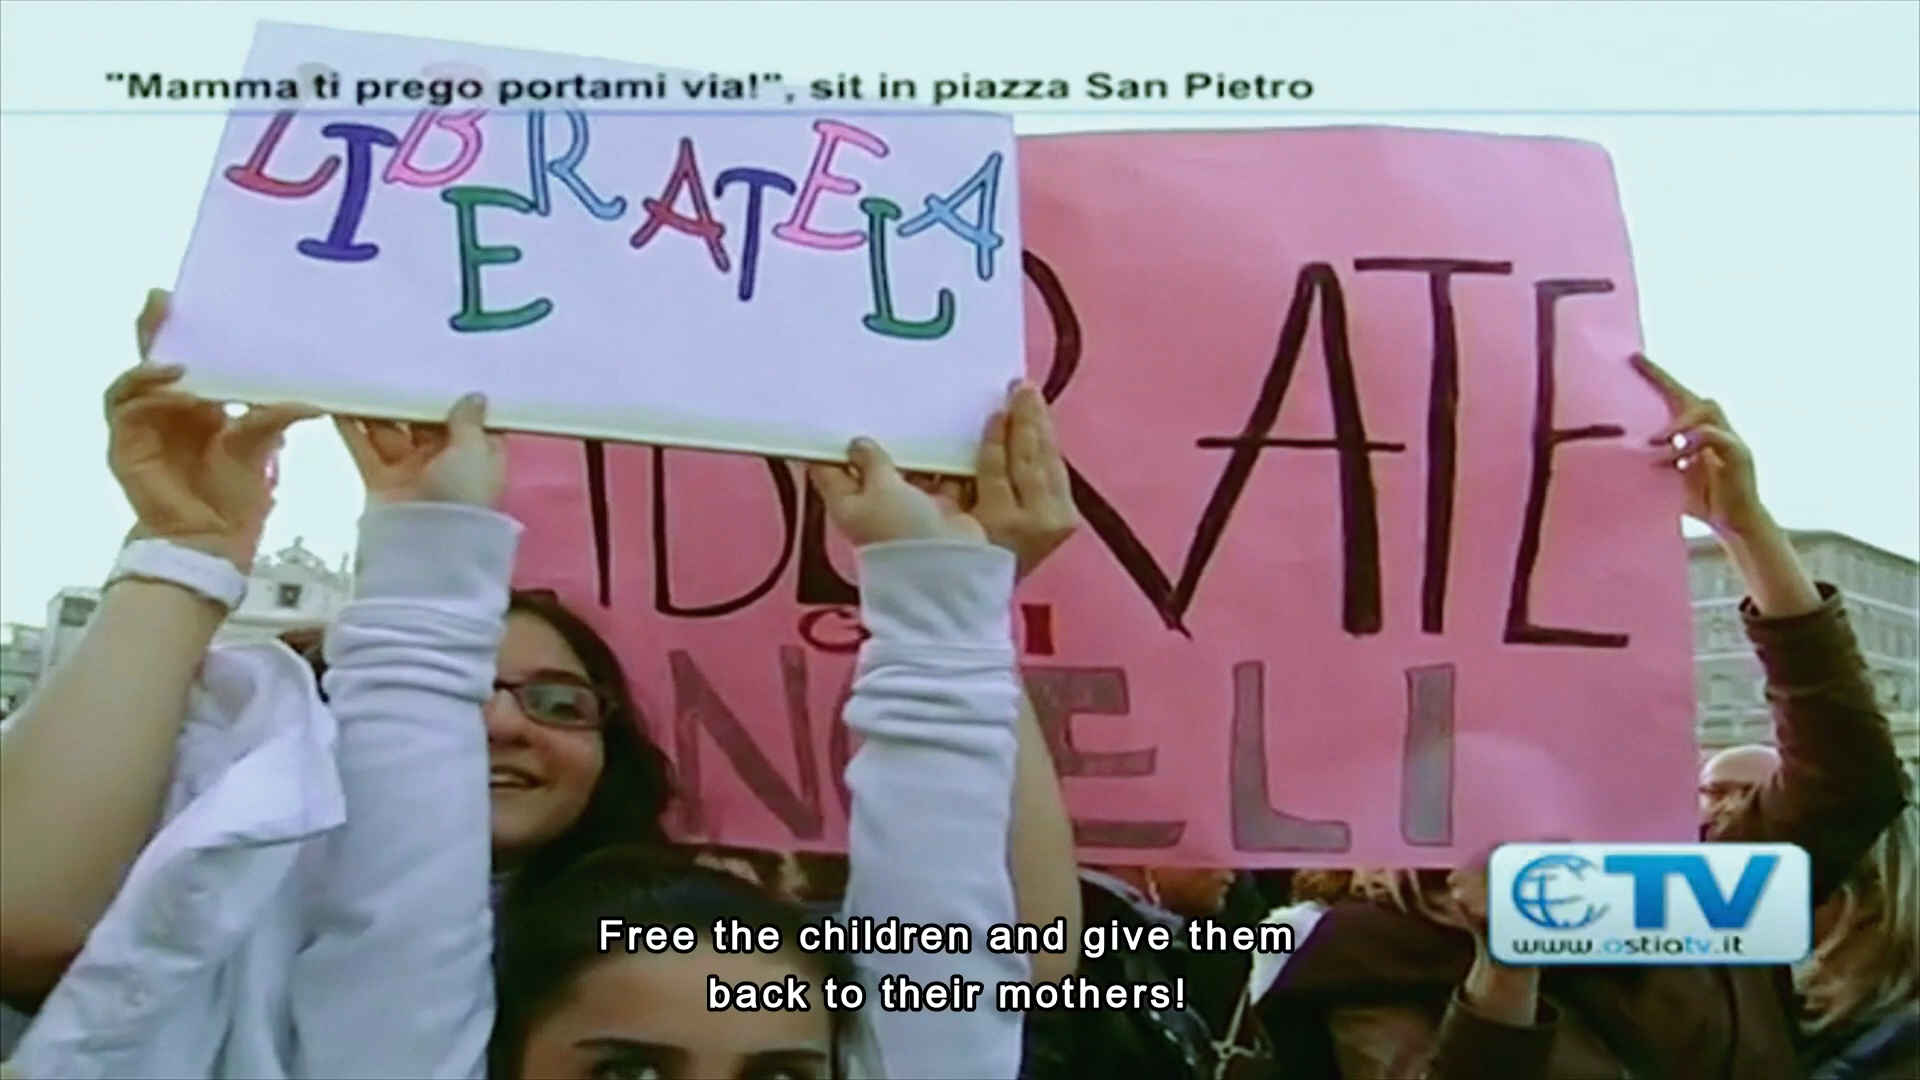 "Mamma ti prego portami via!", sit in piazza San Pietro
LIBERATELA
RATE
ELI
TV
www.ostiatv.it
Free the children and give them
back to their mothers!